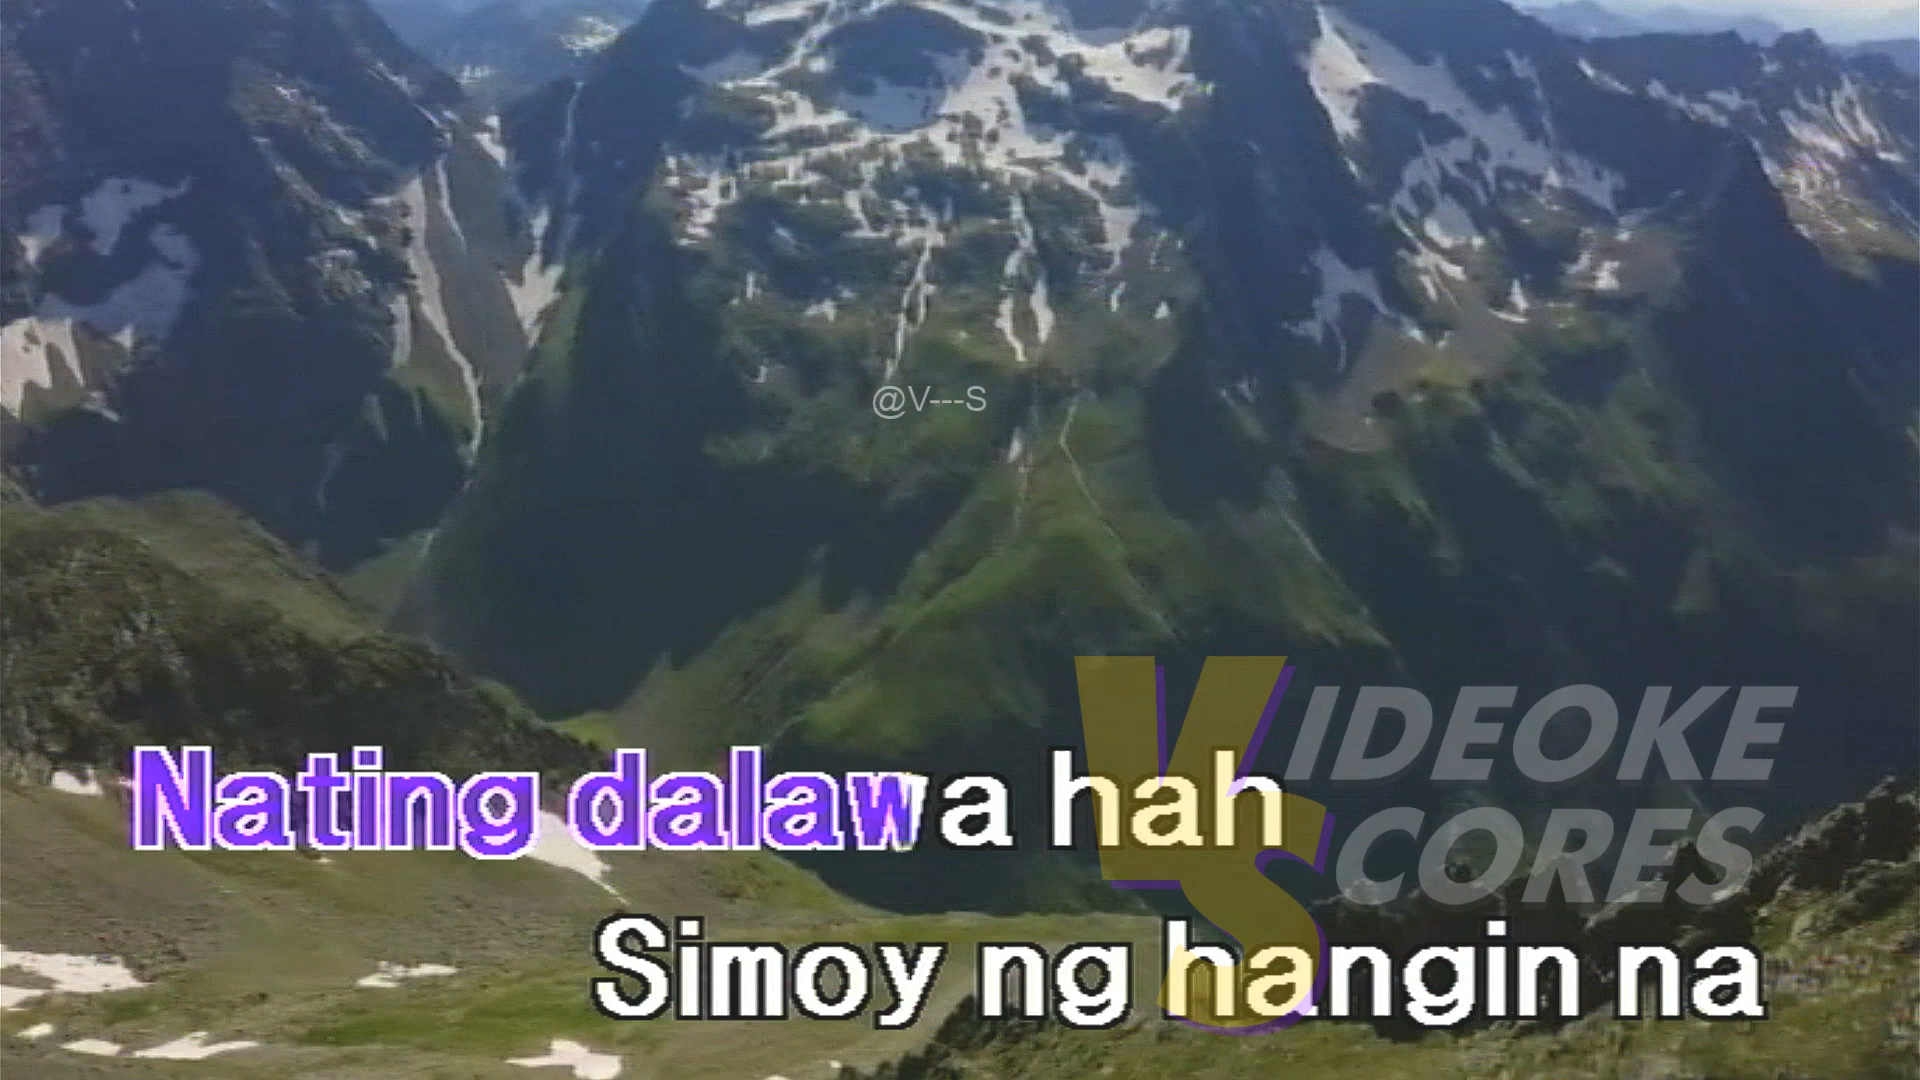 @V---S
VIDEOKE
SCORES
Nating dalawa hah
Simoy ng hangin na